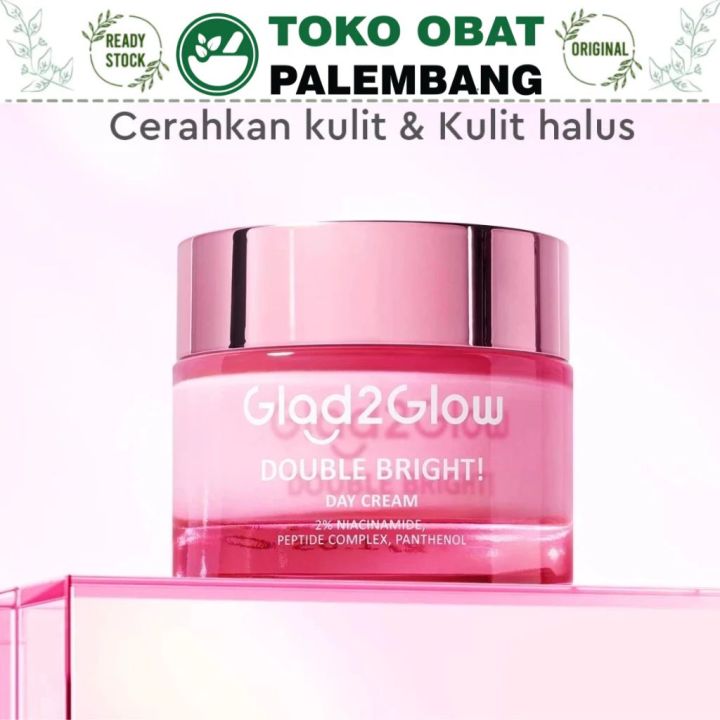 READY
STOCK
TOKO OBAT
PALEMBANG
ORIGINAL
Cerahkan kulit & Kulit halus
Glad2Glow
DOUBLE BRIGHT!
DAY CREAM
2% NIACINAMIDE,
PEPTIDE COMPLEX, PANTHENOL